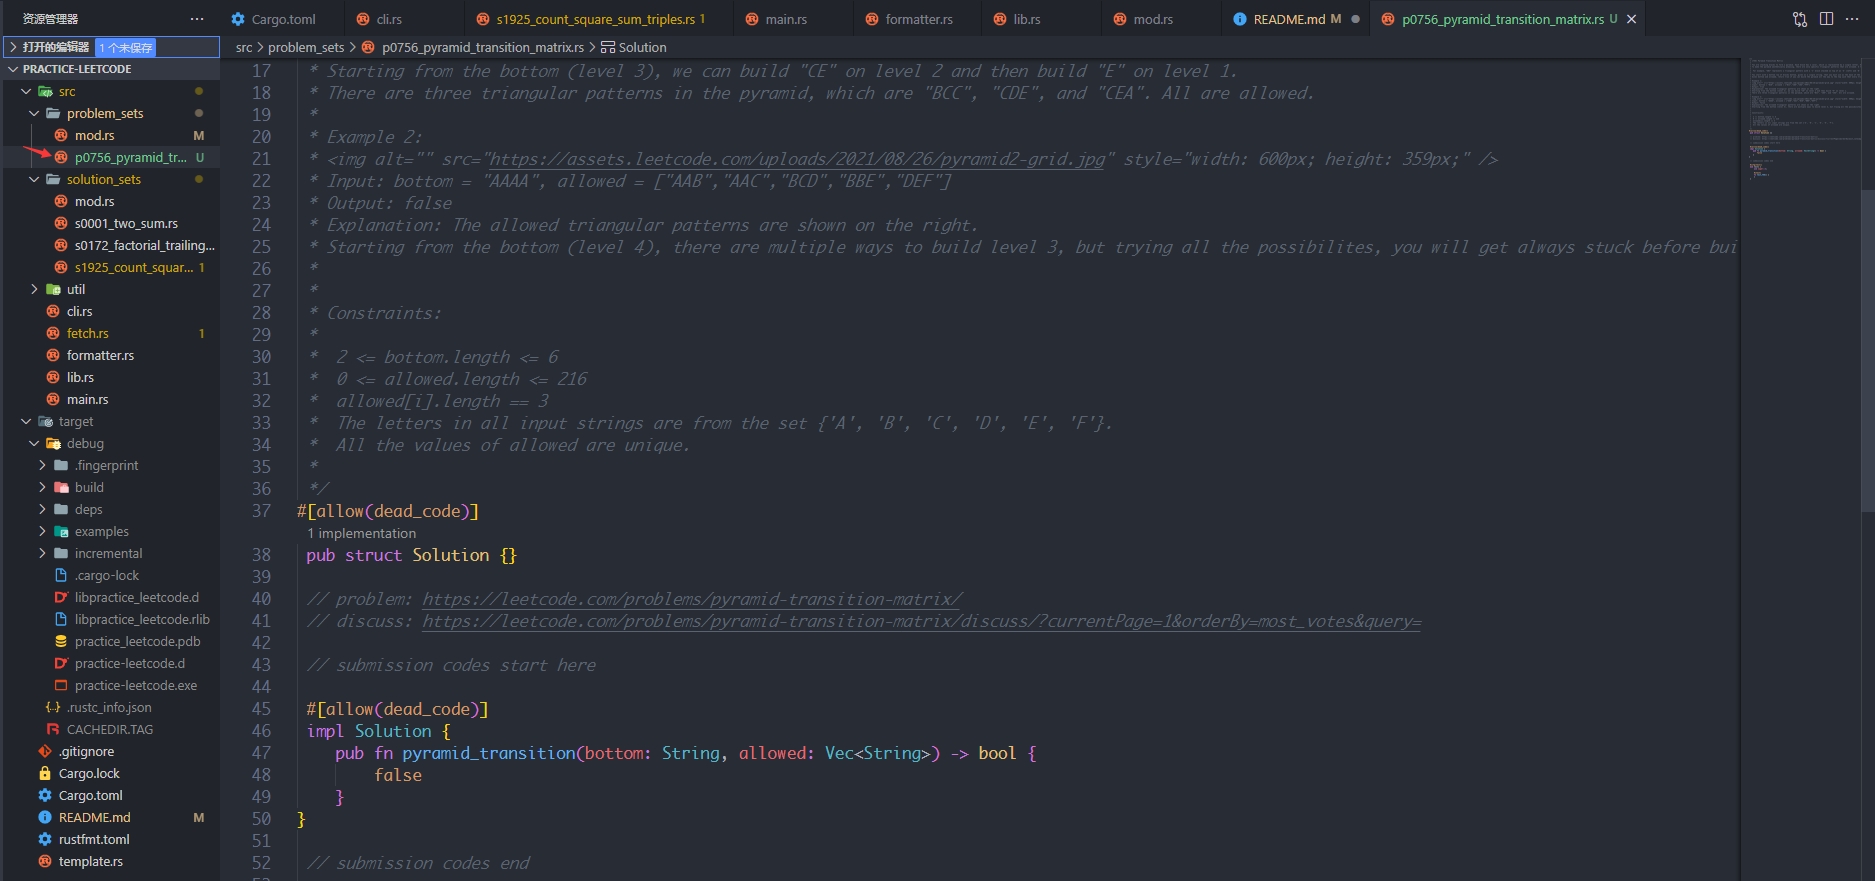 资源管理器 ···
Cargo.toml cli.rs s1925_count_square_sum_triples.rs 1 main.rs formatter.rs lib.rs mod.rs README.md M p0756_pyramid_transition_matrix.rs U
打开的编辑器 1 个未保存
src > problem_sets > p0756_pyramid_transition_matrix.rs > Solution
PRACTICE-LEETCODE
src
problem_sets
mod.rs M
p0756_pyramid_tr... U
solution_sets
mod.rs
s0001_two_sum.rs
s0172_factorial_trailing...
s1925_count_squar... 1
util
cli.rs
fetch.rs 1
formatter.rs
lib.rs
main.rs
target
debug
.fingerprint
build
deps
examples
incremental
.cargo-lock
libpractice_leetcode.d
libpractice_leetcode.rlib
practice_leetcode.pdb
practice-leetcode.d
practice-leetcode.exe
.rustc_info.json
CACHEDIR.TAG
.gitignore
Cargo.lock
Cargo.toml
README.md M
rustfmt.toml
template.rs
17 * Starting from the bottom (level 3), we can build "CE" on level 2 and then build "E" on level 1.
18 * There are three triangular patterns in the pyramid, which are "BCC", "CDE", and "CEA". All are allowed.
19 *
20 * Example 2:
21 * <img alt="" src="https://assets.leetcode.com/uploads/2021/08/26/pyramid2-grid.jpg" style="width: 600px; height: 359px;" />
22 * Input: bottom = "AAAA", allowed = ["AAB","AAC","BCD","BBE","DEF"]
23 * Output: false
24 * Explanation: The allowed triangular patterns are shown on the right.
25 * Starting from the bottom (level 4), there are multiple ways to build level 3, but trying all the possibilites, you will get always stuck before bui
26 *
27 *
28 * Constraints:
29 *
30 * 2 <= bottom.length <= 6
31 * 0 <= allowed.length <= 216
32 * allowed[i].length == 3
33 * The letters in all input strings are from the set {'A', 'B', 'C', 'D', 'E', 'F'}.
34 * All the values of allowed are unique.
35 *
36 */
37 #[allow(dead_code)]
1 implementation
38 pub struct Solution {}
39
40 // problem: https://leetcode.com/problems/pyramid-transition-matrix/
41 // discuss: https://leetcode.com/problems/pyramid-transition-matrix/discuss/?currentPage=1&orderBy=most_votes&query=
42
43 // submission codes start here
44
45 #[allow(dead_code)]
46 impl Solution {
47 pub fn pyramid_transition(bottom: String, allowed: Vec<String>) -> bool {
48 false
49 }
50 }
51
52 // submission codes end